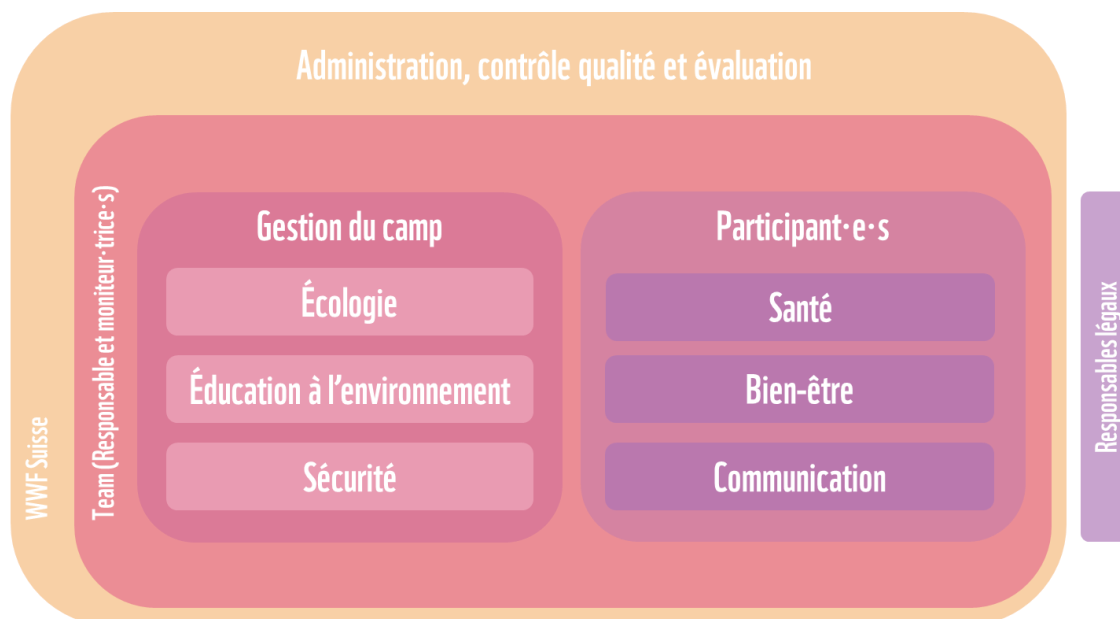 Administration, contrôle qualité et évaluation
WWF Suisse
Team (Responsable et moniteur·trice·s)
Gestion du camp
Écologie
Éducation à l’environnement
Sécurité
Participant·e·s
Santé
Bien-être
Communication
Responsables légaux